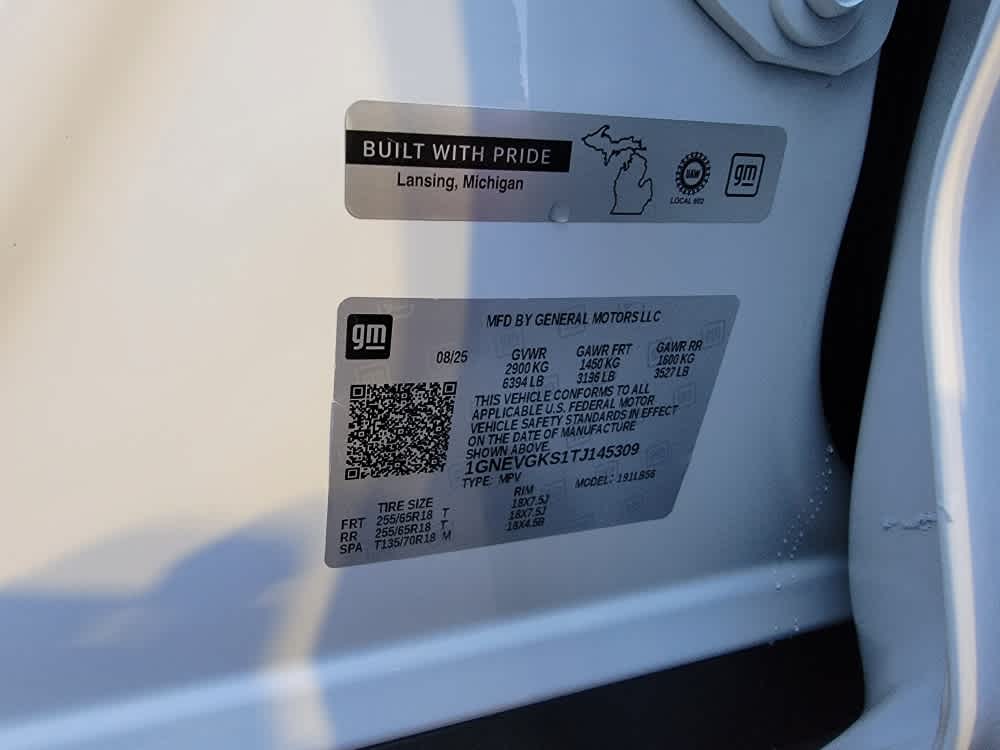 BUILT WITH PRIDE
Lansing, Michigan
UAW
LOCAL 602
gm
gm
MFD BY GENERAL MOTORS LLC
08/25
GVWR GAWR FRT GAWR RR
2900 KG 1450 KG 1600 KG
6394 LB 3196 LB 3527 LB
THIS VEHICLE CONFORMS TO ALL
APPLICABLE U.S. FEDERAL MOTOR
VEHICLE SAFETY STANDARDS IN EFFECT
ON THE DATE OF MANUFACTURE
SHOWN ABOVE.
1GNEVGKS1TJ145309
TYPE: MPV MODEL: 191LB56
TIRE SIZE RIM
FRT 255/65R18 T 18X7.5J
RR 255/65R18 T 18X7.5J
SPA T135/70R18 M 18X4.5B